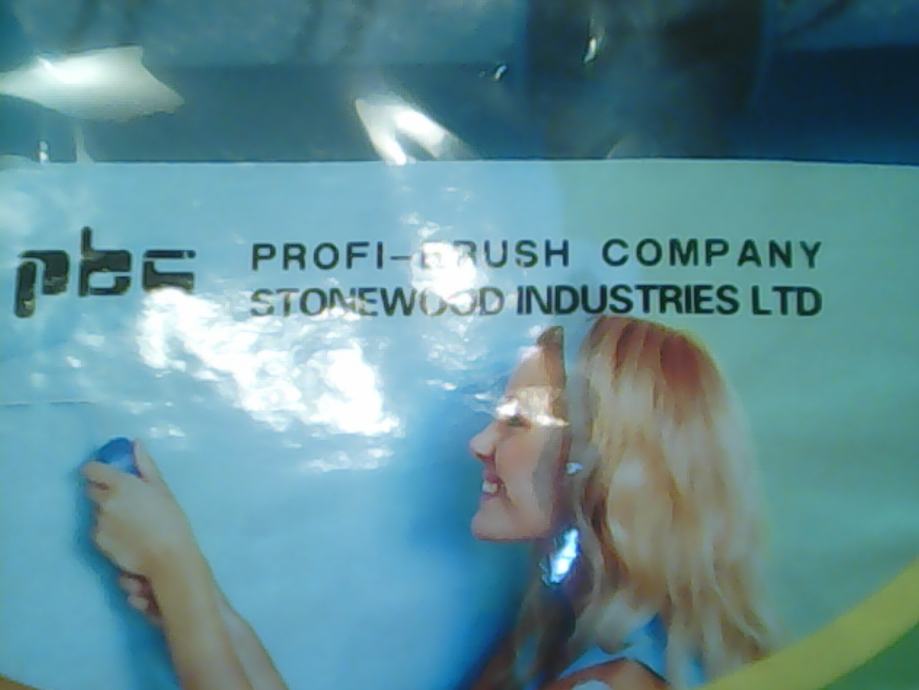 pbc
PROFI-BRUSH COMPANY
STONEWOOD INDUSTRIES LTD